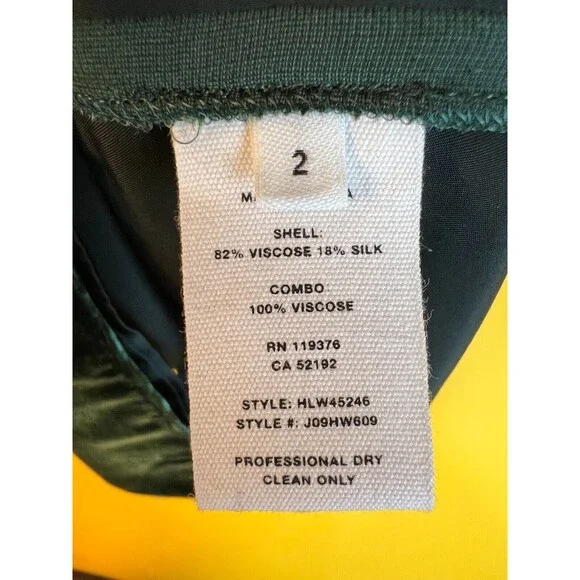 2
SHELL:
82% VISCOSE 18% SILK
COMBO:
100% VISCOSE
RN 119376
CA 52192
STYLE: HLW45246
STYLE #: J09HW609
PROFESSIONAL DRY
CLEAN ONLY